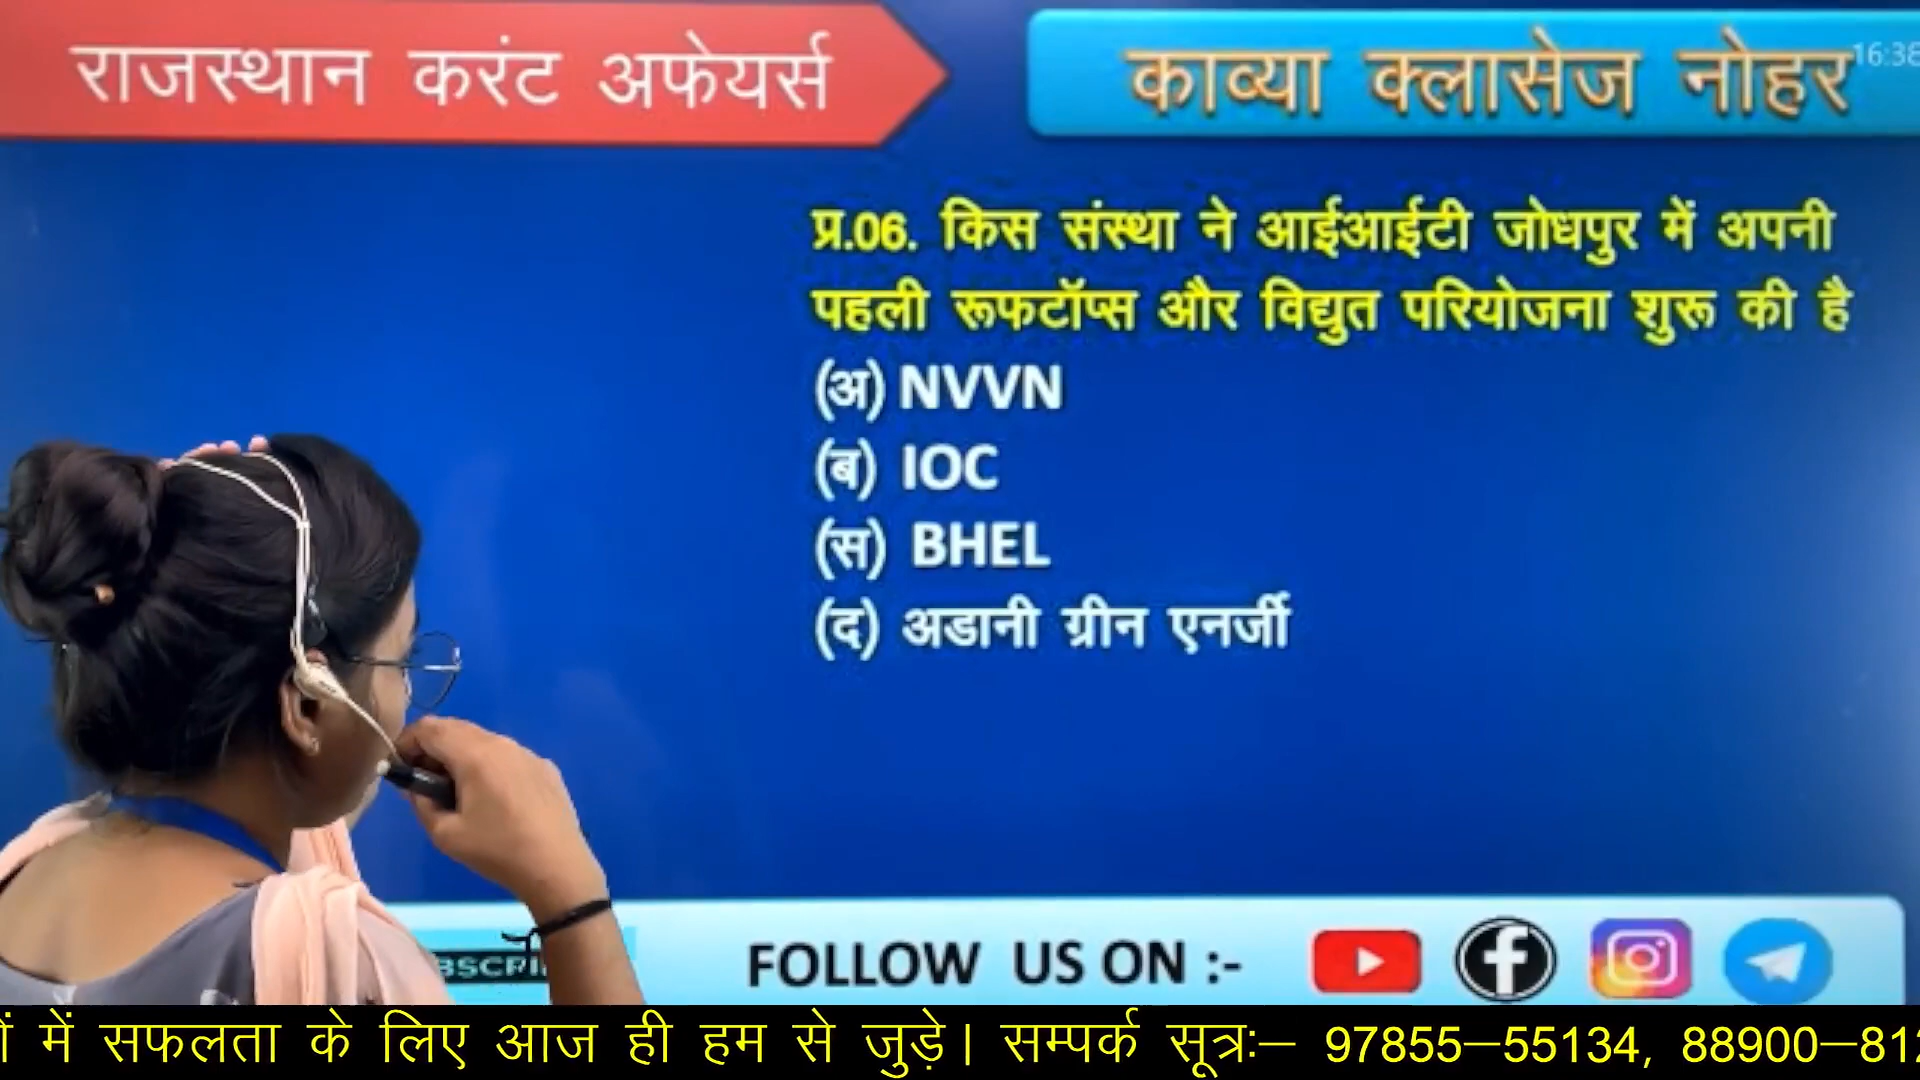 राजस्थान करंट अफेयर्स
काव्या क्लासेज नोहर
16:38
प्र.06. किस संस्था ने आईआईटी जोधपुर में अपनी
पहली रूफटॉप्स और विद्युत परियोजना शुरू की है
(अ) NVVN
(ब) IOC
(स) BHEL
(द) अडानी ग्रीन एनर्जी
FOLLOW US ON :-
में सफलता के लिए आज ही हम से जुड़े। सम्पर्क सूत्रः– 97855–55134, 88900–812